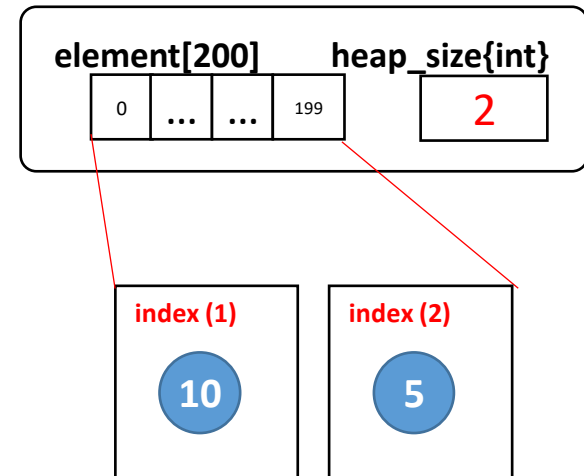 element[200] heap_size{int}
0 ... ... 199 2
index (1) index (2)
10 5